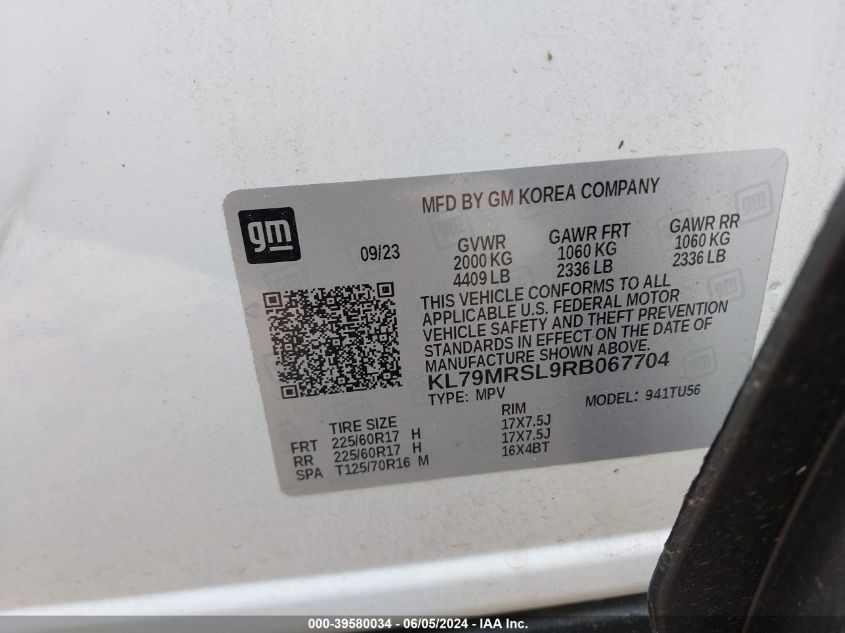 MFD BY GM KOREA COMPANY
gm
09/23
GVWR GAWR FRT GAWR RR
2000 KG 1060 KG 1060 KG
4409 LB 2336 LB 2336 LB
THIS VEHICLE CONFORMS TO ALL
APPLICABLE U.S. FEDERAL MOTOR
VEHICLE SAFETY AND THEFT PREVENTION
STANDARDS IN EFFECT ON THE DATE OF
MANUFACTURE SHOWN ABOVE.
KL79MRSL9RB067704
TYPE: MPV MODEL: 941TU56
TIRE SIZE RIM
FRT 225/60R17 H 17X7.5J
RR 225/60R17 H 17X7.5J
SPA T125/70R16 M 16X4BT
000-39580034 - 06/05/2024 - IAA Inc.